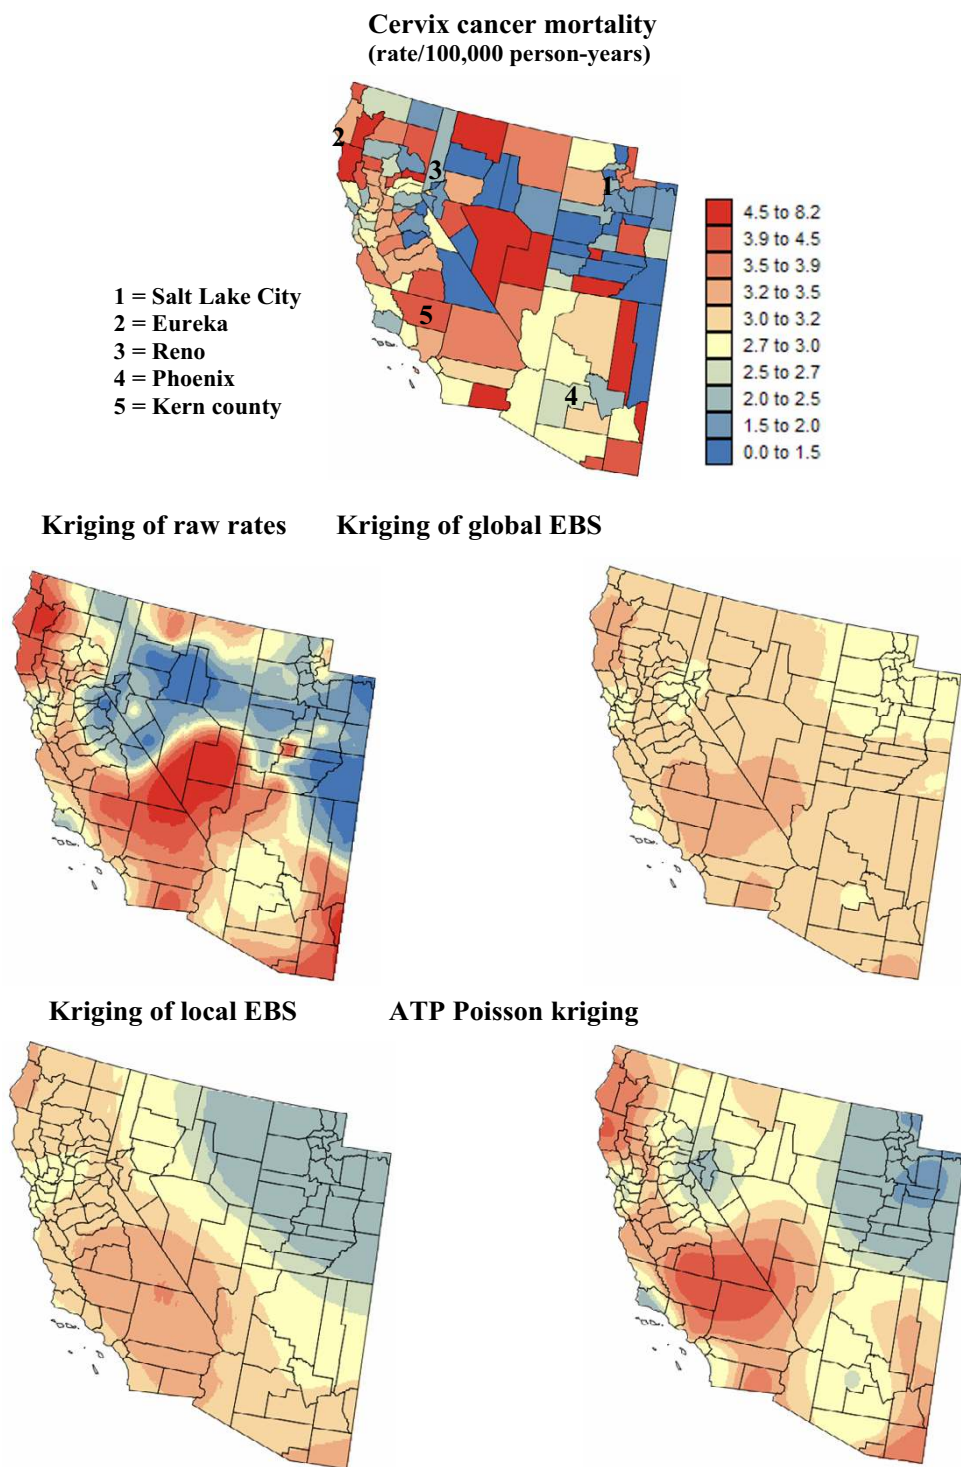 Cervix cancer mortality
(rate/100,000 person-years)
2
3
1
5
4
1 = Salt Lake City
2 = Eureka
3 = Reno
4 = Phoenix
5 = Kern county
4.5 to 8.2
3.9 to 4.5
3.5 to 3.9
3.2 to 3.5
3.0 to 3.2
2.7 to 3.0
2.5 to 2.7
2.0 to 2.5
1.5 to 2.0
0.0 to 1.5
Kriging of raw rates Kriging of global EBS
Kriging of local EBS ATP Poisson kriging